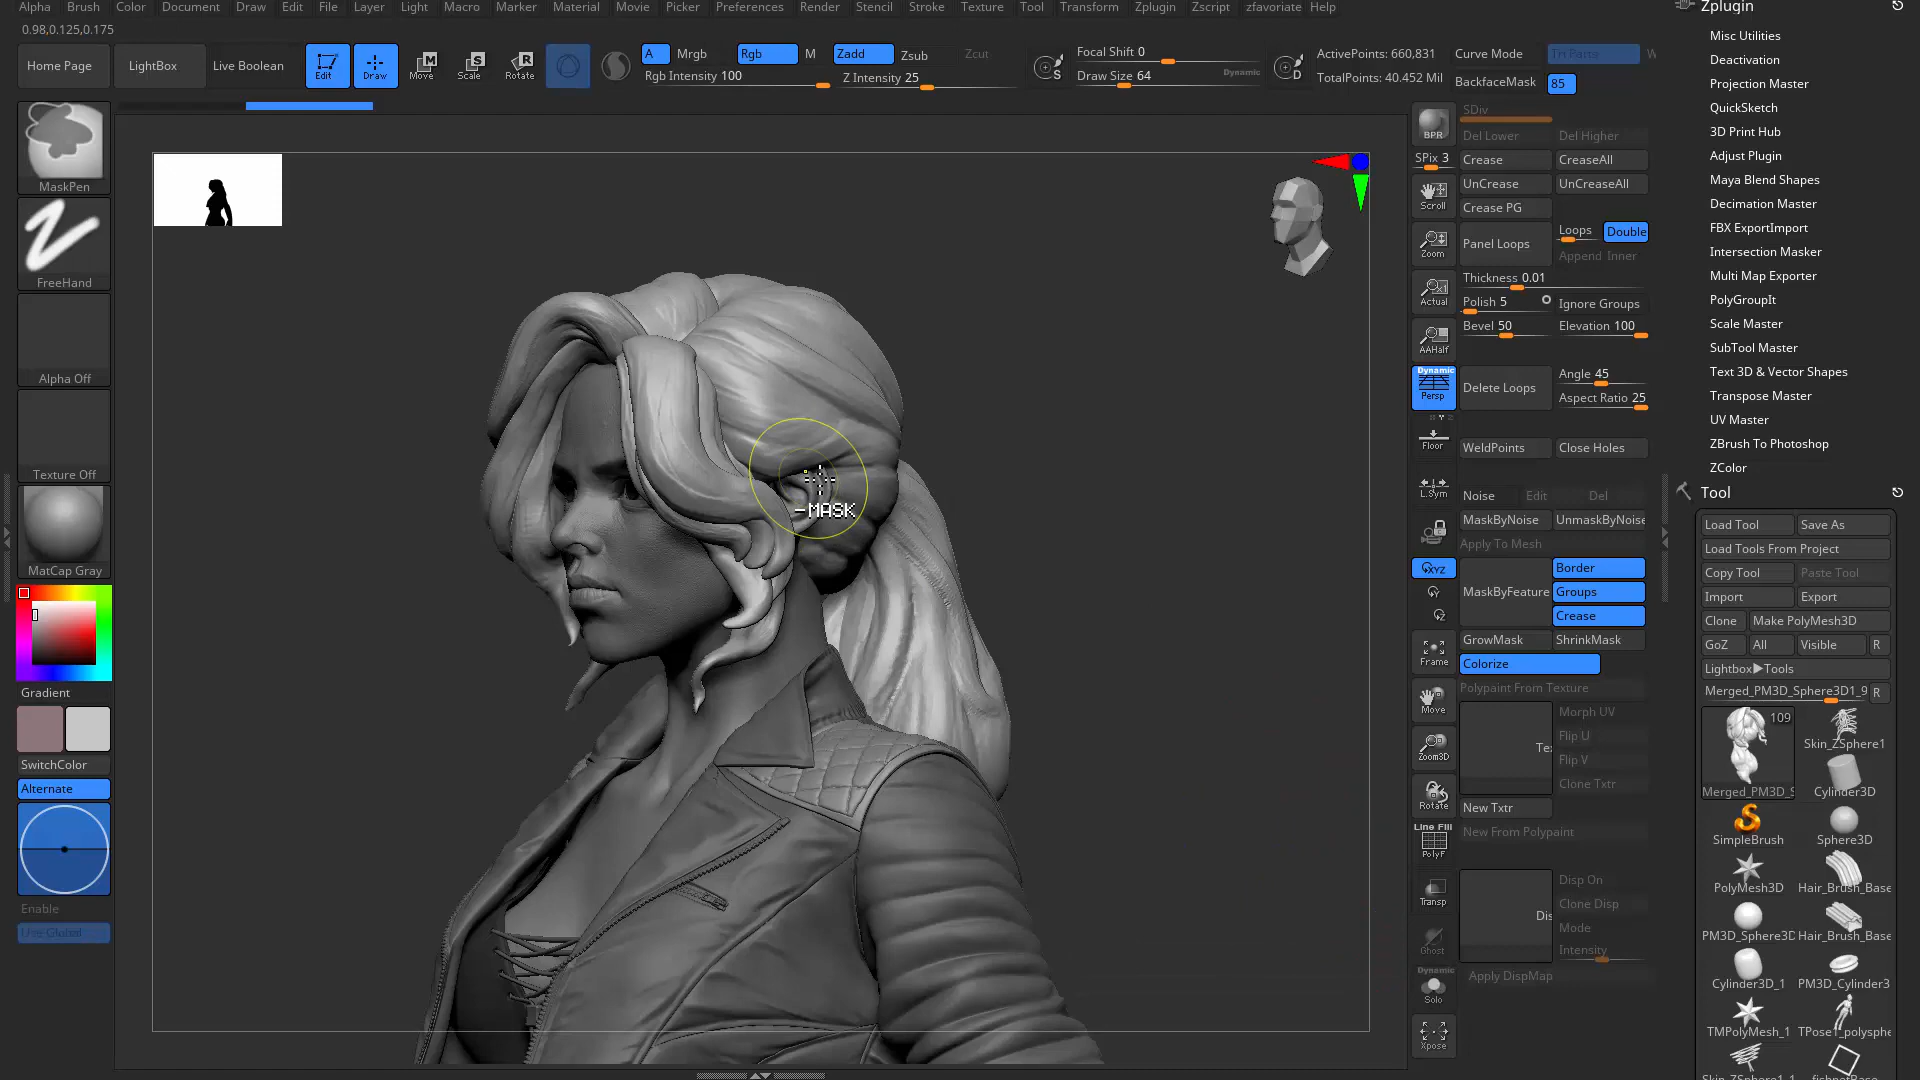 Alpha Brush Color Document Draw Edit File Layer Light Macro Marker Material Movie Picker Preferences Render Stencil Stroke Texture Tool Transform Zplugin Zscript zfavoriate Help
0.98,0.125,0.175
Home Page
LightBox
Live Boolean
Edit
Draw
Move
Scale
Rotate
A
Mrgb
Rgb
M
Zadd
Zsub
Zcut
Rgb Intensity 100
Z Intensity 25
S
Focal Shift 0
Draw Size 64
Dynamic
D
ActivePoints: 660,831
TotalPoints: 40.452 Mil
Curve Mode
BackfaceMask
85
MaskPen
FreeHand
Alpha Off
Texture Off
MatCap Gray
Gradient
SwitchColor
Alternate
Enable
Use Global
-MASK
BPR
SPix 3
Scroll
Zoom
Actual
AAHalf
Dynamic
Persp
Floor
L.Sym
XYZ
Frame
Move
Zoom3D
Rotate
Line Fill
PolyF
Transp
Ghost
Dynamic
Solo
Xpose
SDiv
Del Lower
Del Higher
Crease
CreaseAll
UnCrease
UnCreaseAll
Crease PG
Panel Loops
Loops
Double
Append
Inner
Thickness 0.01
Polish 5
Ignore Groups
Bevel 50
Elevation 100
Delete Loops
Angle 45
Aspect Ratio 25
WeldPoints
Close Holes
Noise
Edit
Del
MaskByNoise
UnmaskByNoise
Apply To Mesh
MaskByFeature
Border
Groups
Crease
GrowMask
ShrinkMask
Colorize
Polypaint From Texture
Morph UV
Flip U
Flip V
Clone Txtr
New Txtr
New From Polypaint
Disp On
Clone Disp
Mode
Intensity
Apply DispMap
Zplugin
Misc Utilities
Deactivation
Projection Master
QuickSketch
3D Print Hub
Adjust Plugin
Maya Blend Shapes
Decimation Master
FBX ExportImport
Intersection Masker
Multi Map Exporter
PolyGroupIt
Scale Master
SubTool Master
Text 3D & Vector Shapes
Transpose Master
UV Master
ZBrush To Photoshop
ZColor
Tool
Load Tool
Save As
Load Tools From Project
Copy Tool
Paste Tool
Import
Export
Clone
Make PolyMesh3D
GoZ
All
Visible
R
Lightbox▶Tools
Merged_PM3D_Sphere3D1_9
R
109
Merged_PM3D_S
Skin_ZSphere1
Cylinder3D
SimpleBrush
Sphere3D
PolyMesh3D
Hair_Brush_Base
PM3D_Sphere3D
Hair_Brush_Base
Cylinder3D_1
PM3D_Cylinder3
TMPolyMesh_1
TPose1_polysphe
Skin_ZSphere1_1
fishnetBase